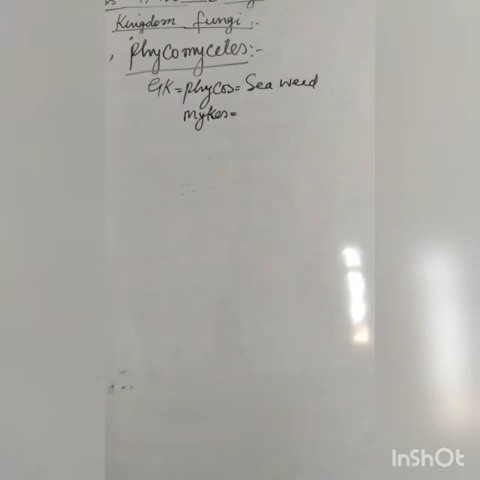 Kingdom fungi:-
, Phycomycetes:-
GK=Phycos= Sea weed
Mykes=
InShOt